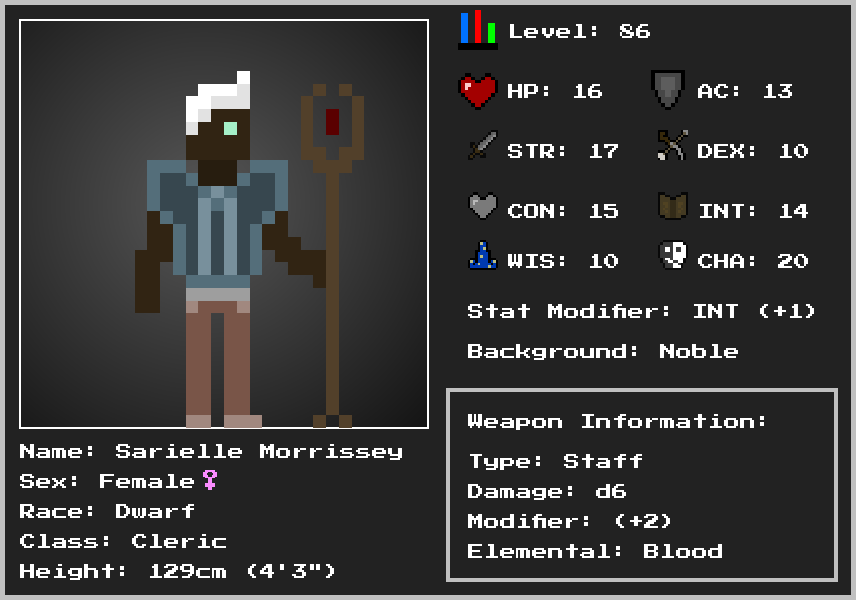 Level: 86
HP: 16
AC: 13
STR: 17
DEX: 10
CON: 15
INT: 14
WIS: 10
CHA: 20
Stat Modifier: INT (+1)
Background: Noble
Name: Sarielle Morrissey
Sex: Female♀
Race: Dwarf
Class: Cleric
Height: 129cm (4'3")
Weapon Information:
Type: Staff
Damage: d6
Modifier: (+2)
Elemental: Blood